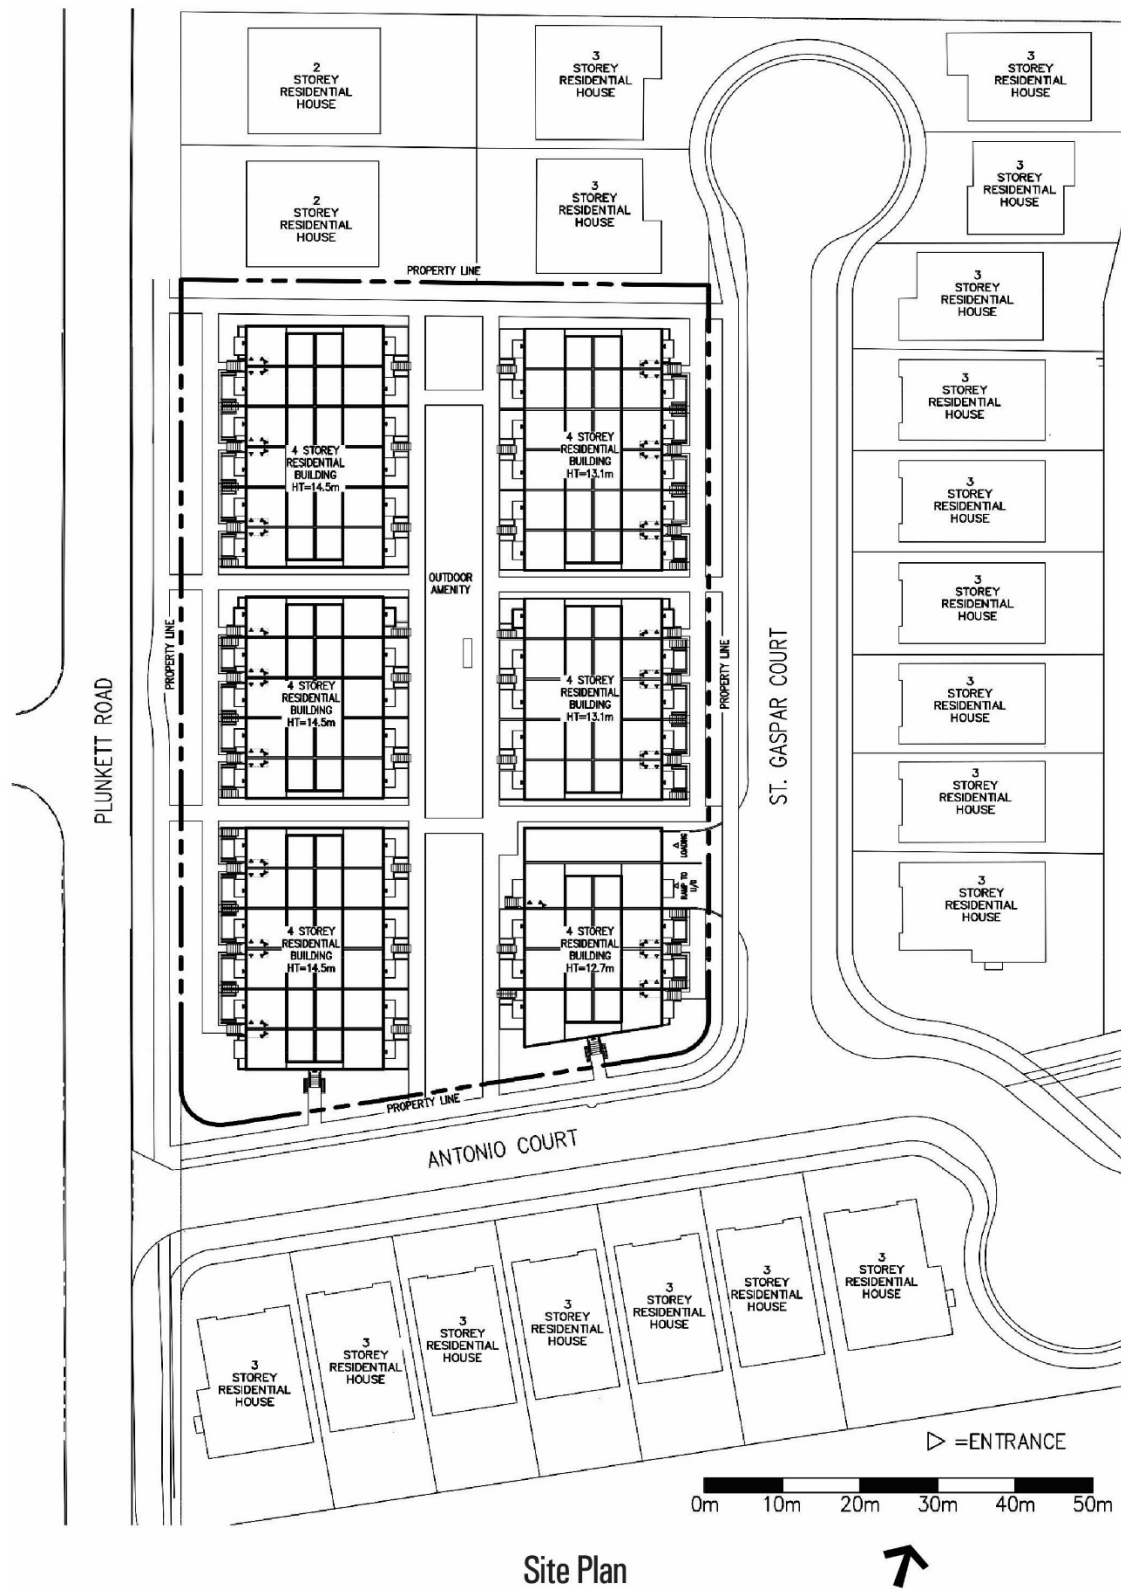 2
STOREY
RESIDENTIAL
HOUSE
3
STOREY
RESIDENTIAL
HOUSE
3
STOREY
RESIDENTIAL
HOUSE
2
STOREY
RESIDENTIAL
HOUSE
3
STOREY
RESIDENTIAL
HOUSE
3
STOREY
RESIDENTIAL
HOUSE
PROPERTY LINE
3
STOREY
RESIDENTIAL
HOUSE
3
STOREY
RESIDENTIAL
HOUSE
4 STOREY
RESIDENTIAL
BUILDING
HT=14.5m
4 STOREY
RESIDENTIAL
BUILDING
HT=13.1m
3
STOREY
RESIDENTIAL
HOUSE
OUTDOOR
AMENITY
3
STOREY
RESIDENTIAL
HOUSE
PROPERTY LINE
4 STOREY
RESIDENTIAL
BUILDING
HT=14.5m
4 STOREY
RESIDENTIAL
BUILDING
HT=13.1m
PROPERTY LINE
3
STOREY
RESIDENTIAL
HOUSE
PLUNKETT ROAD
ST. GASPAR COURT
3
STOREY
RESIDENTIAL
HOUSE
LOADING
RAMP TO
U/G
3
STOREY
RESIDENTIAL
HOUSE
4 STOREY
RESIDENTIAL
BUILDING
HT=14.5m
4 STOREY
RESIDENTIAL
BUILDING
HT=12.7m
PROPERTY LINE
ANTONIO COURT
3
STOREY
RESIDENTIAL
HOUSE
3
STOREY
RESIDENTIAL
HOUSE
3
STOREY
RESIDENTIAL
HOUSE
3
STOREY
RESIDENTIAL
HOUSE
3
STOREY
RESIDENTIAL
HOUSE
3
STOREY
RESIDENTIAL
HOUSE
3
STOREY
RESIDENTIAL
HOUSE
=ENTRANCE
0m 10m 20m 30m 40m 50m
Site Plan